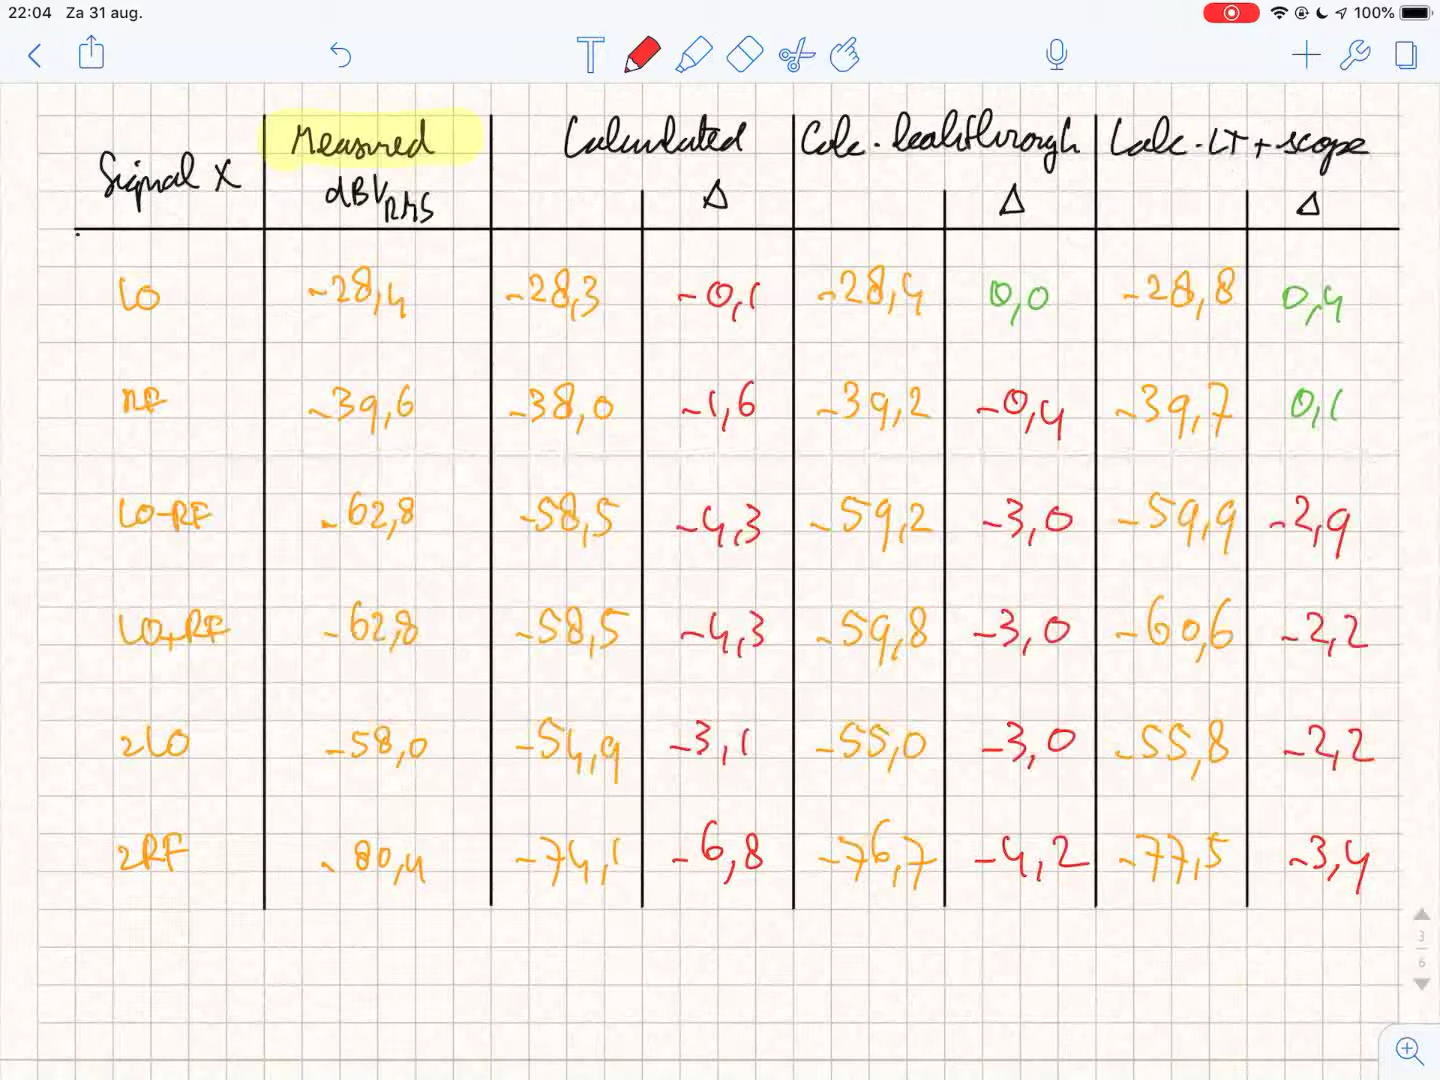 22:04 Za 31 aug. 100%
T
Signal X Measured Calculated Calc. leakthrough Calc. LT + scope
dBVRMS Δ Δ Δ
LO -28,4 -28,3 -0,1 -28,4 0,0 -28,8 0,4
RF -39,6 -38,0 -1,6 -39,2 -0,4 -39,7 0,1
LO-RF -62,8 -58,5 -4,3 -59,2 -3,0 -59,9 -2,9
LO+RF -62,8 -58,5 -4,3 -59,8 -3,0 -60,6 -2,2
2LO -58,0 -54,9 -3,1 -55,0 -3,0 -55,8 -2,2
2RF -80,4 -74,1 -6,8 -76,7 -4,2 -77,5 -3,4
3
6